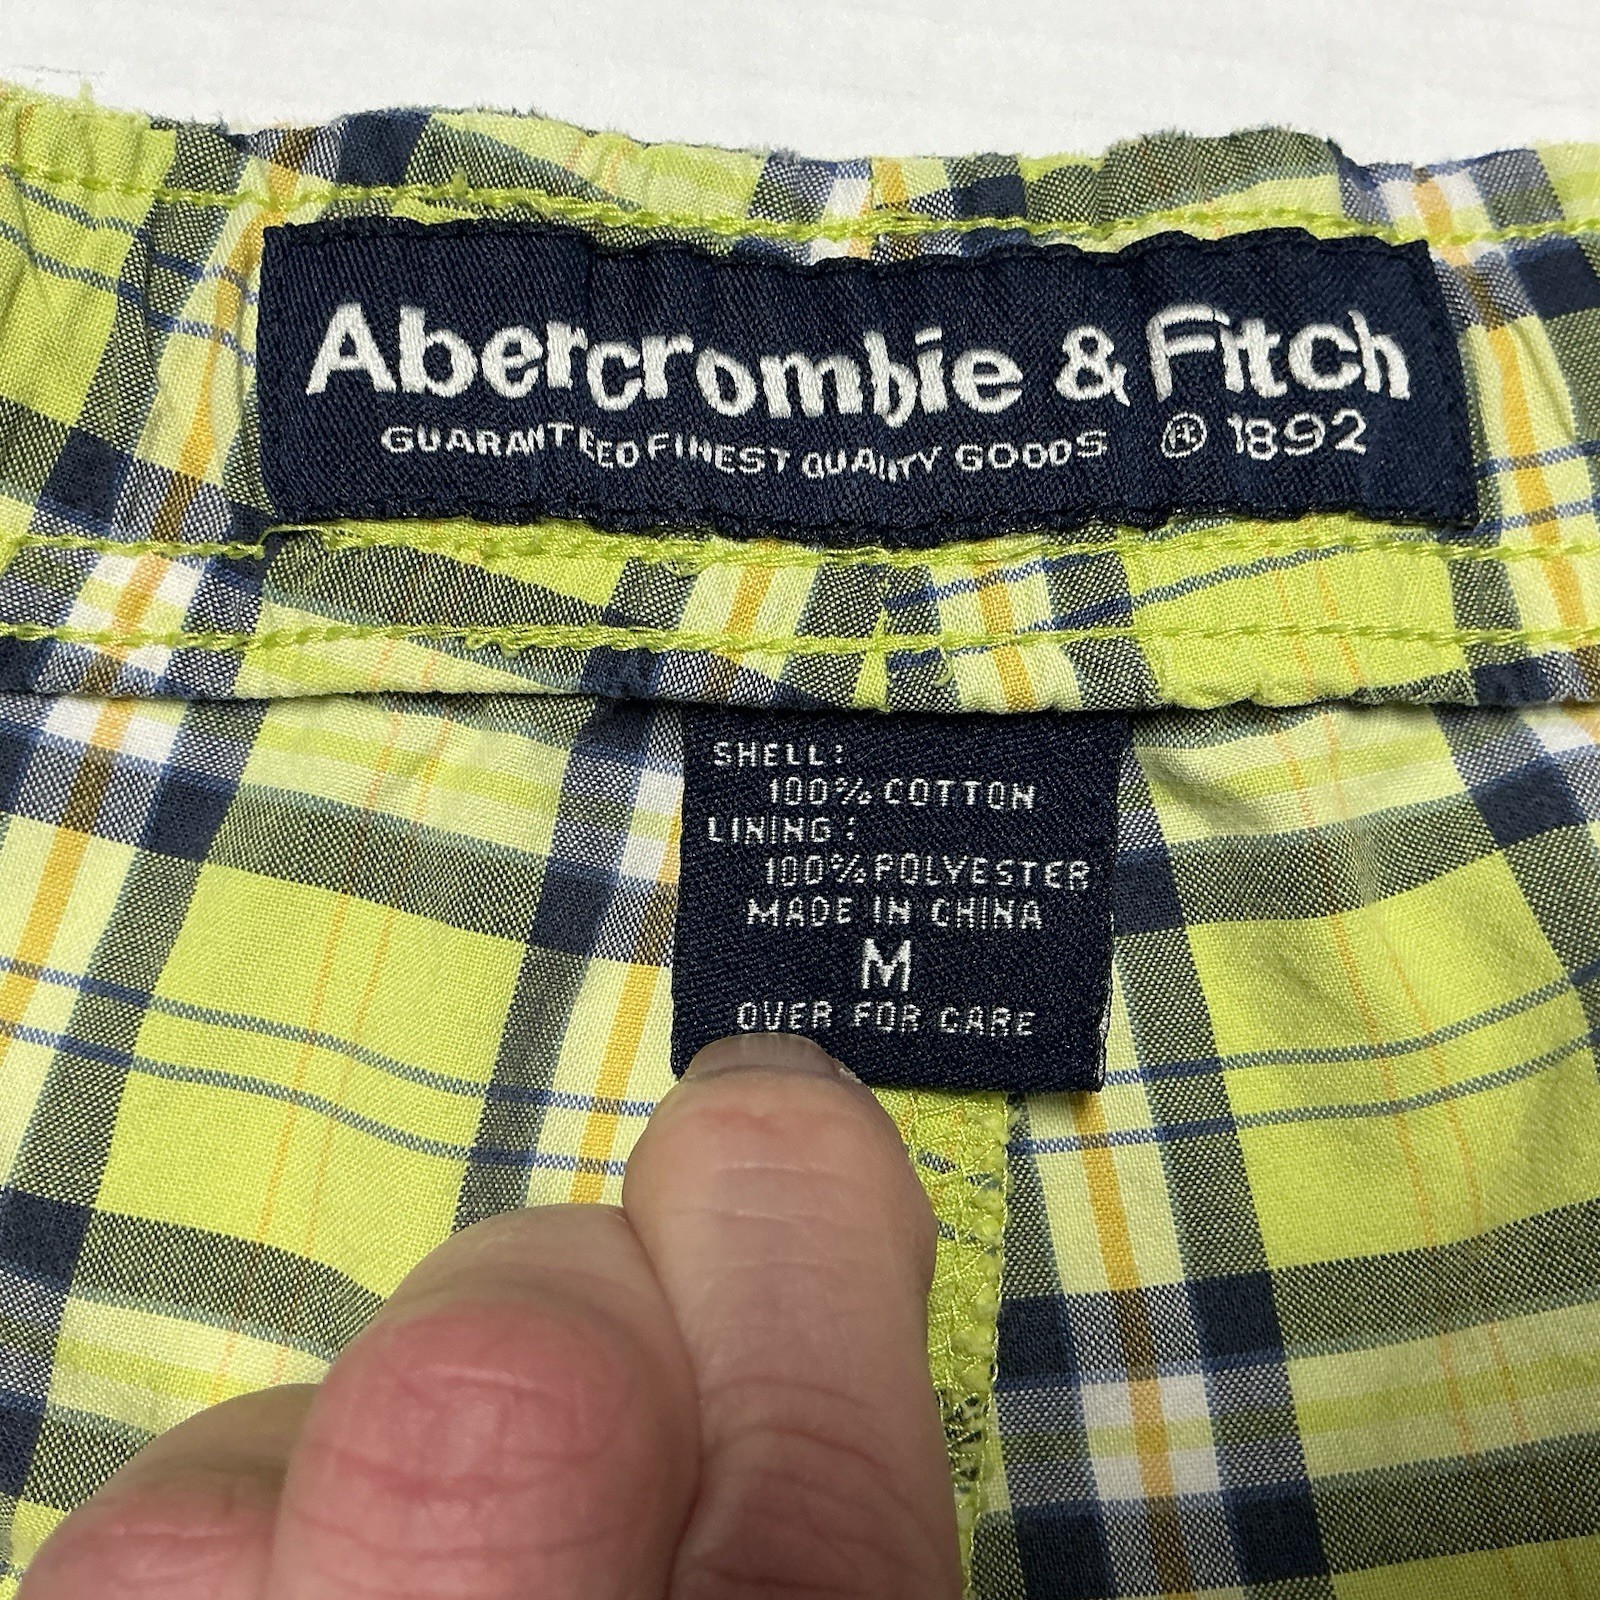 Abercrombie & Fitch
GUARANTEED FINEST QUALITY GOODS ® 1892
SHELL:
100% COTTON
LINING:
100% POLYESTER
MADE IN CHINA
M
OVER FOR CARE